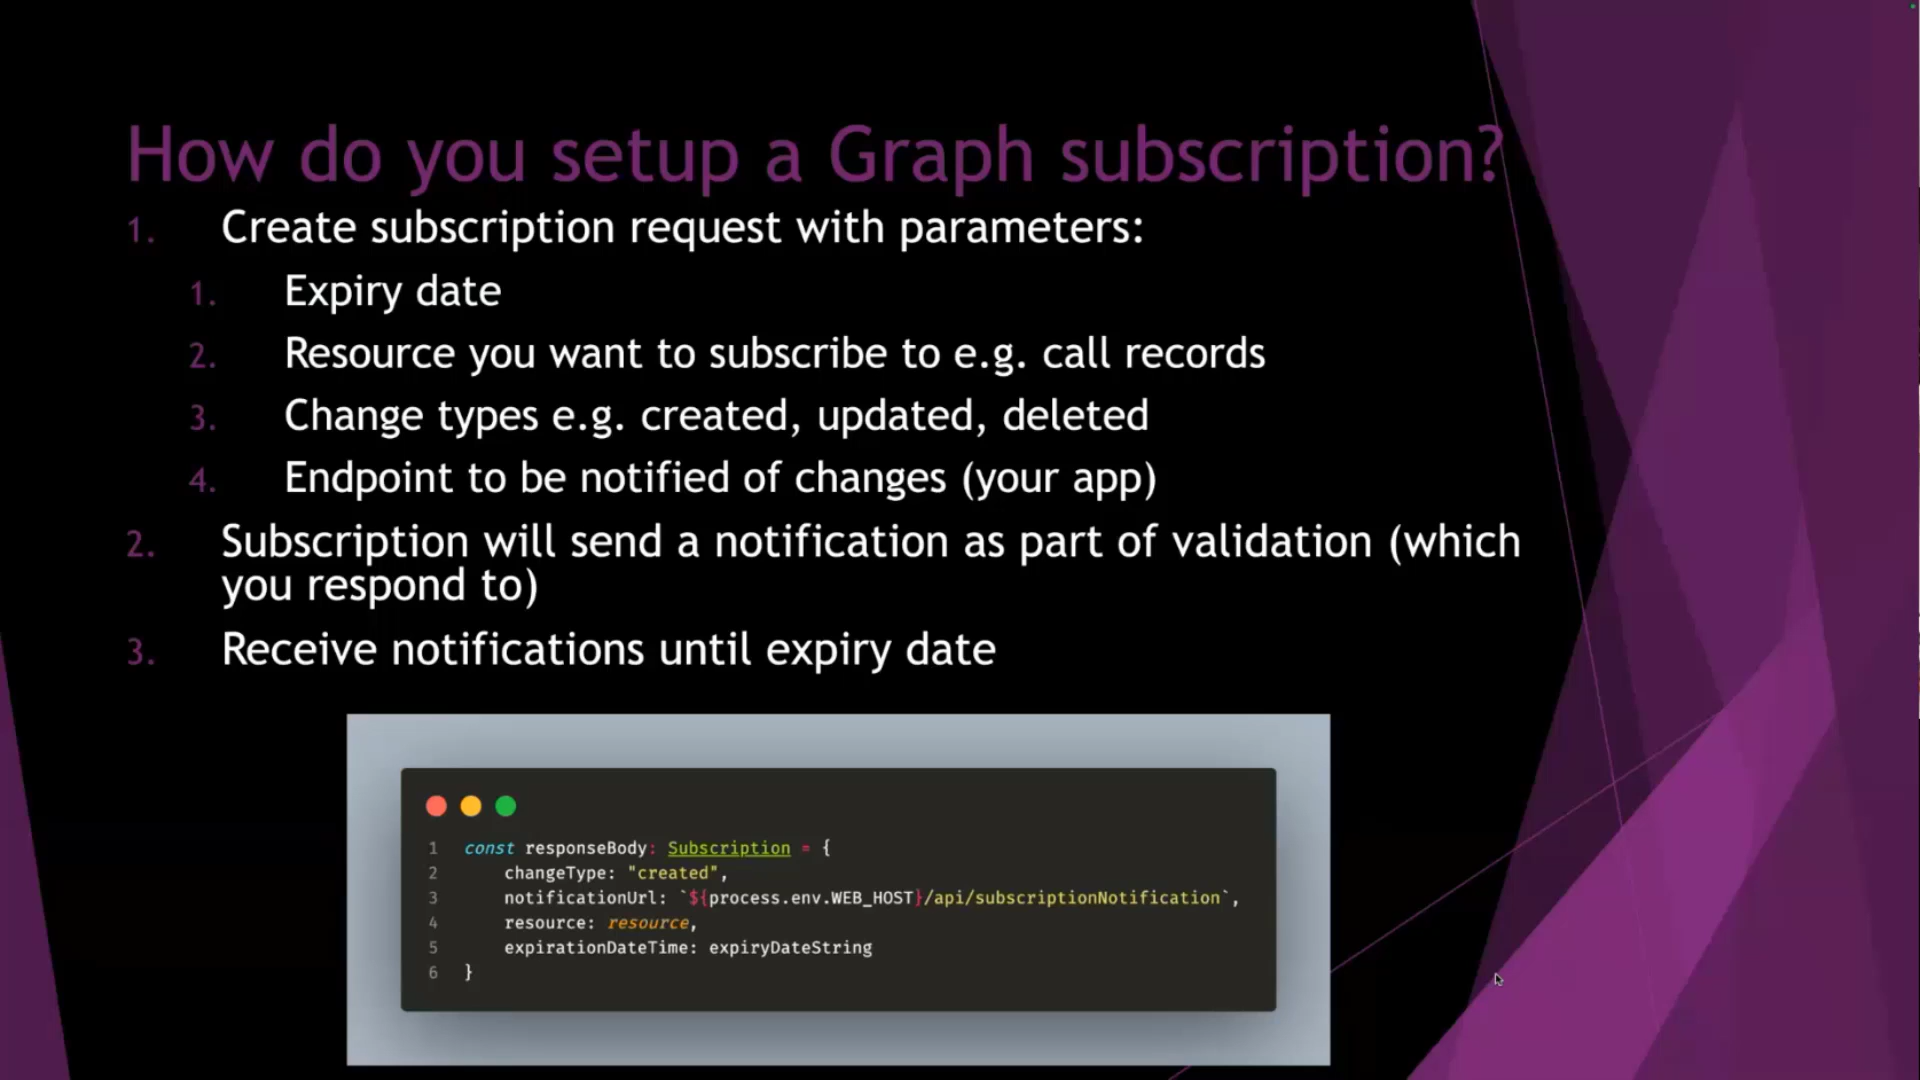 How do you setup a Graph subscription?
1. Create subscription request with parameters:
1. Expiry date
2. Resource you want to subscribe to e.g. call records
3. Change types e.g. created, updated, deleted
4. Endpoint to be notified of changes (your app)
2. Subscription will send a notification as part of validation (which
you respond to)
3. Receive notifications until expiry date
1 const responseBody: Subscription = {
2 changeType: "created",
3 notificationUrl: `${process.env.WEB_HOST}/api/subscriptionNotification`,
4 resource: resource,
5 expirationDateTime: expiryDateString
6 }